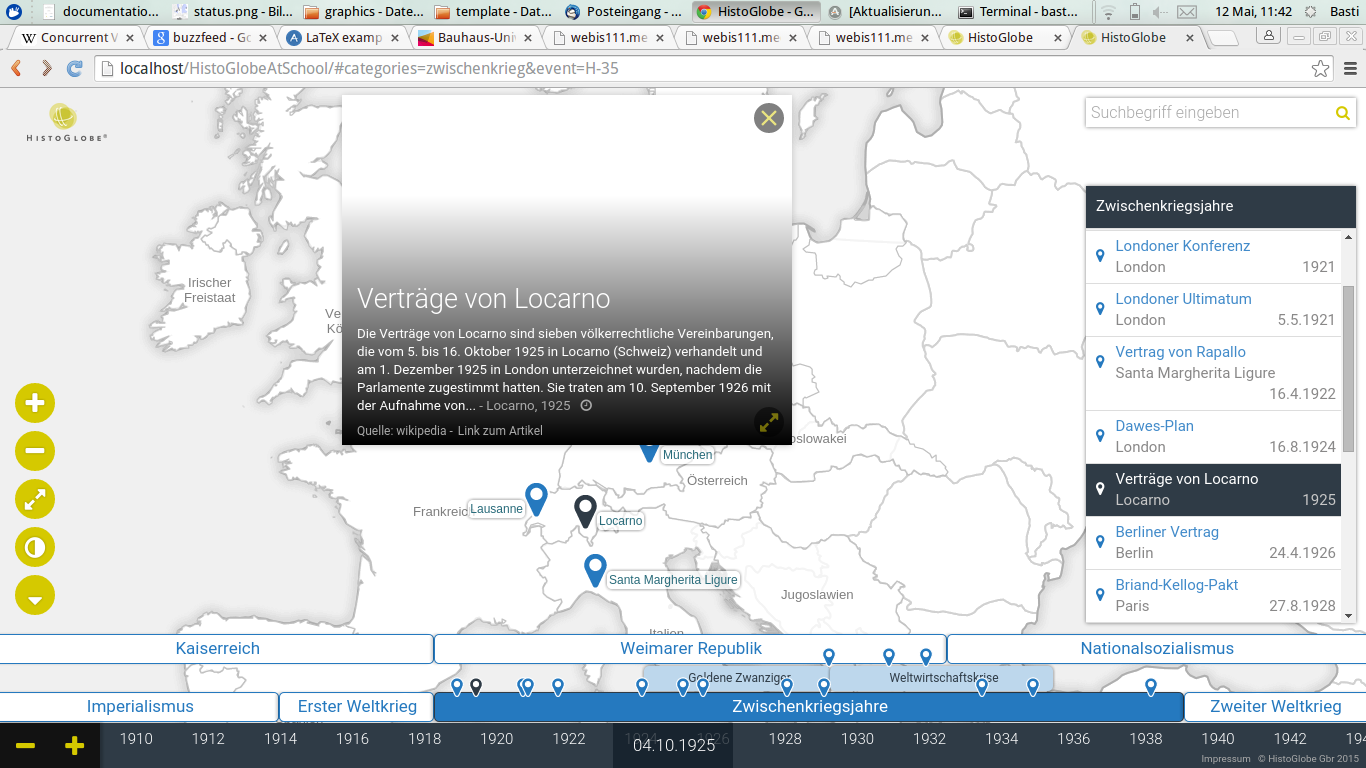 documentatio...
status.png - Bil...
graphics - Date...
template - Dat...
Posteingang - ...
HistoGlobe - G...
[Aktualisierun...
Terminal - bast...
12 Mai, 11:42
Basti
Concurrent V
buzzfeed - Go
LaTeX examp
Bauhaus-Uni
webis111.me
webis111.me
webis111.me
HistoGlobe
HistoGlobe
localhost/HistoGlobeAtSchool/#categories=zwischenkrieg&event=H-35
HISTOGLOBE®
Suchbegriff eingeben
Zwischenkriegsjahre
Londoner Konferenz
London 1921
Londoner Ultimatum
London 5.5.1921
Vertrag von Rapallo
Santa Margherita Ligure
16.4.1922
Dawes-Plan
London 16.8.1924
Verträge von Locarno
Locarno 1925
Berliner Vertrag
Berlin 24.4.1926
Briand-Kellog-Pakt
Paris 27.8.1928
Irischer
Freistaat
Ve
Kö
Verträge von Locarno
Die Verträge von Locarno sind sieben völkerrechtliche Vereinbarungen,
die vom 5. bis 16. Oktober 1925 in Locarno (Schweiz) verhandelt und
am 1. Dezember 1925 in London unterzeichnet wurden, nachdem die
Parlamente zugestimmt hatten. Sie traten am 10. September 1926 mit
der Aufnahme von... - Locarno, 1925
Quelle: wikipedia - Link zum Artikel
oslowakei
München
Österreich
Frankreic
Lausanne
Locarno
Santa Margherita Ligure
Jugoslawien
Italien
Kaiserreich
Weimarer Republik
Nationalsozialismus
Goldene Zwanziger
Weltwirtschaftskrise
Imperialismus
Erster Weltkrieg
Zwischenkriegsjahre
Zweiter Weltkrieg
1910 1912 1914 1916 1918 1920 1922 1924 04.10.1925 1926 1928 1930 1932 1934 1936 1938 1940 1942 194
Impressum © HistoGlobe Gbr 2015